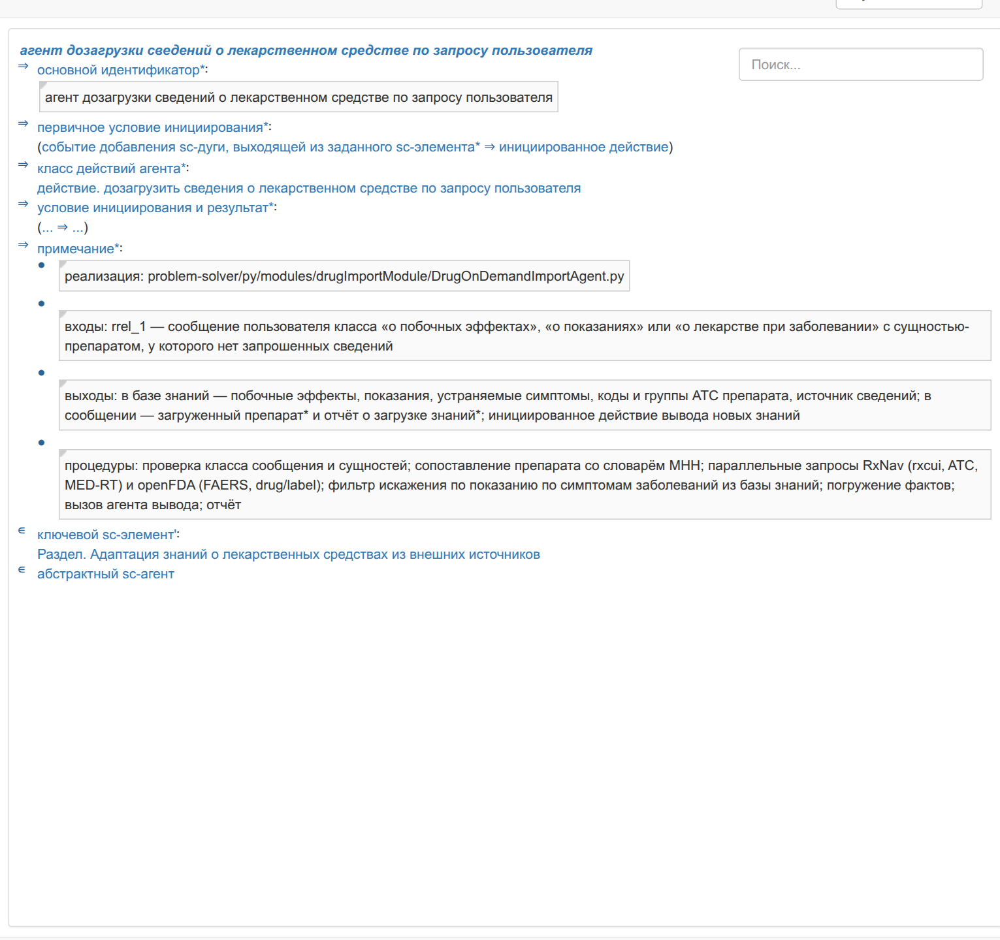 агент дозагрузки сведений о лекарственном средстве по запросу пользователя
Поиск...
⇒ основной идентификатор*:
агент дозагрузки сведений о лекарственном средстве по запросу пользователя
⇒ первичное условие инициирования*:
(событие добавления sc-дуги, выходящей из заданного sc-элемента* ⇒ инициированное действие)
⇒ класс действий агента*:
действие. дозагрузить сведения о лекарственном средстве по запросу пользователя
⇒ условие инициирования и результат*:
(... ⇒ ...)
⇒ примечание*:
• реализация: problem-solver/py/modules/drugImportModule/DrugOnDemandImportAgent.py
• входы: rrel_1 — сообщение пользователя класса «о побочных эффектах», «о показаниях» или «о лекарстве при заболевании» с сущностью-
препаратом, у которого нет запрошенных сведений
• выходы: в базе знаний — побочные эффекты, показания, устраняемые симптомы, коды и группы АТС препарата, источник сведений; в
сообщении — загруженный препарат* и отчёт о загрузке знаний*; инициированное действие вывода новых знаний
• процедуры: проверка класса сообщения и сущностей; сопоставление препарата со словарём МНН; параллельные запросы RxNav (rxcui, ATC,
MED-RT) и openFDA (FAERS, drug/label); фильтр искажения по показанию по симптомам заболеваний из базы знаний; погружение фактов;
вызов агента вывода; отчёт
∈ ключевой sc-элемент':
Раздел. Адаптация знаний о лекарственных средствах из внешних источников
∈ абстрактный sc-агент